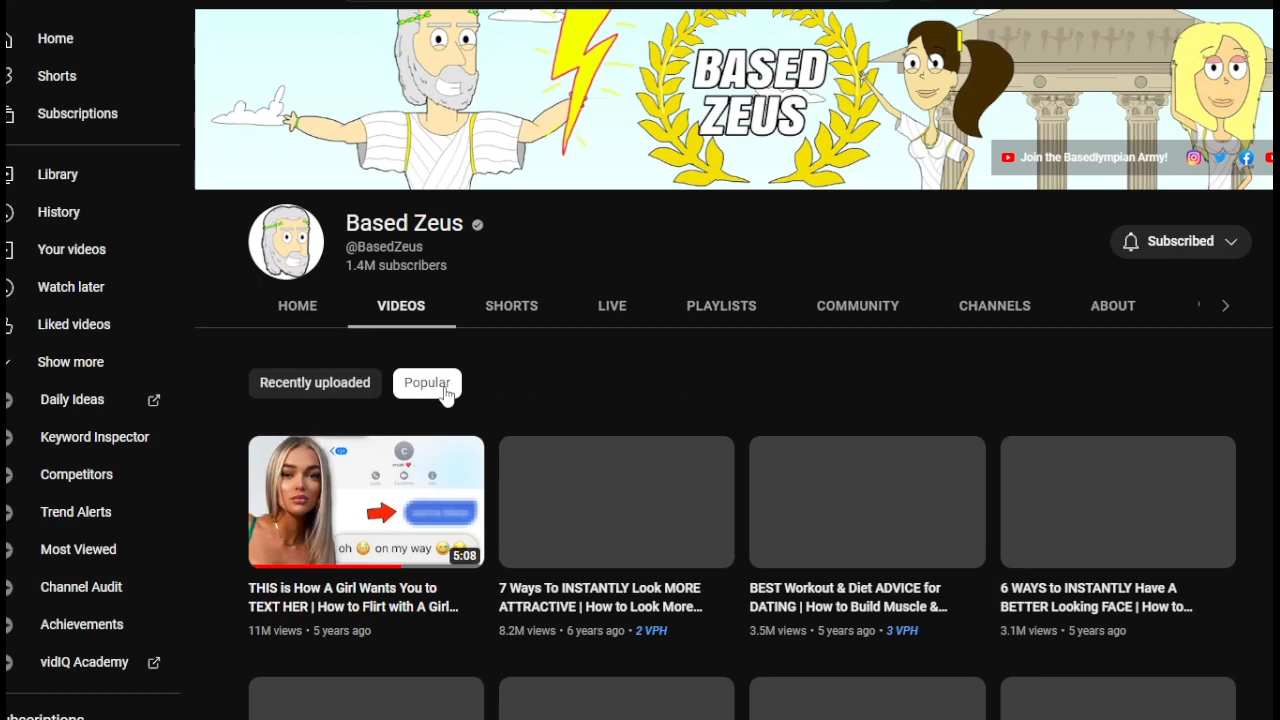 Home
Shorts
Subscriptions
Library
History
Your videos
Watch later
Liked videos
Show more
Daily Ideas
Keyword Inspector
Competitors
Trend Alerts
Most Viewed
Channel Audit
Achievements
vidIQ Academy
BASED
ZEUS
Join the Basedlympian Army!
Based Zeus
@BasedZeus
1.4M subscribers
Subscribed
HOME VIDEOS SHORTS LIVE PLAYLISTS COMMUNITY CHANNELS ABOUT
Recently uploaded Popular
C
crush
oh 😳 on my way 😅
5:08
THIS is How A Girl Wants You to
TEXT HER | How to Flirt with A Girl...
11M views • 5 years ago
7 Ways To INSTANTLY Look MORE
ATTRACTIVE | How to Look More...
8.2M views • 6 years ago • 2 VPH
BEST Workout & Diet ADVICE for
DATING | How to Build Muscle &...
3.5M views • 5 years ago • 3 VPH
6 WAYS to INSTANTLY Have A
BETTER Looking FACE | How to...
3.1M views • 5 years ago